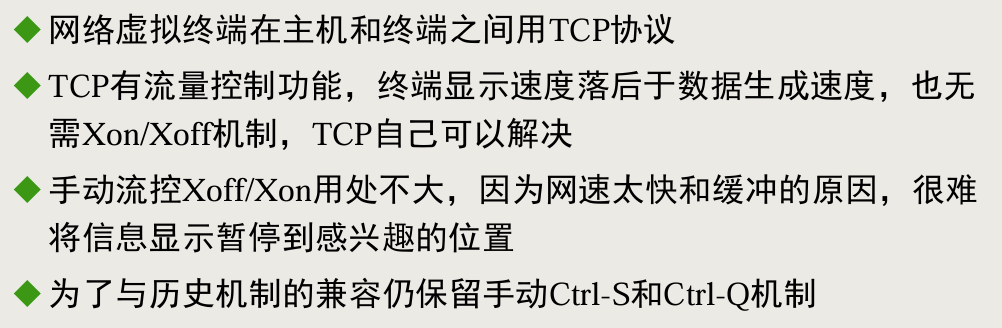 ◆ 网络虚拟终端在主机和终端之间用TCP协议
◆ TCP有流量控制功能，终端显示速度落后于数据生成速度，也无
需Xon/Xoff机制，TCP自己可以解决
◆ 手动流控Xoff/Xon用处不大，因为网速太快和缓冲的原因，很难
将信息显示暂停到感兴趣的位置
◆ 为了与历史机制的兼容仍保留手动Ctrl-S和Ctrl-Q机制